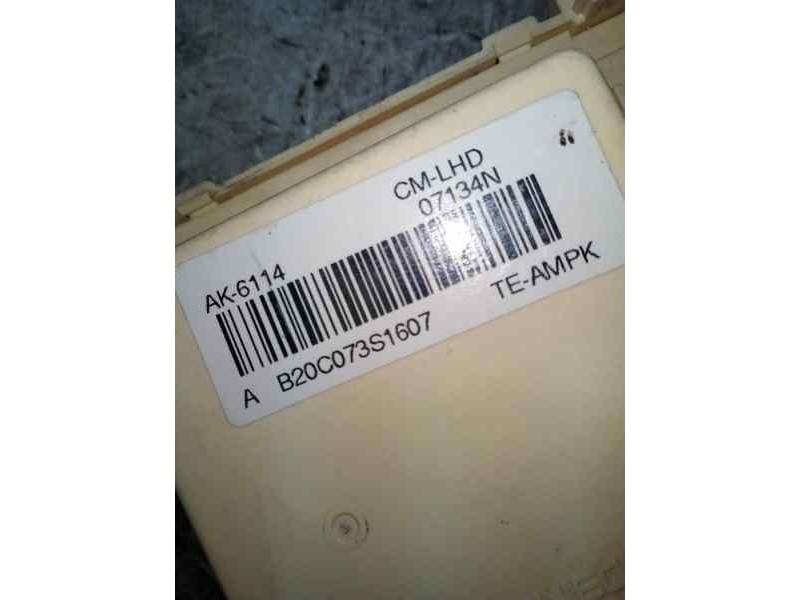 CM-LHD
07134N
AK-6114
TE-AMPK
A B20C073S1607